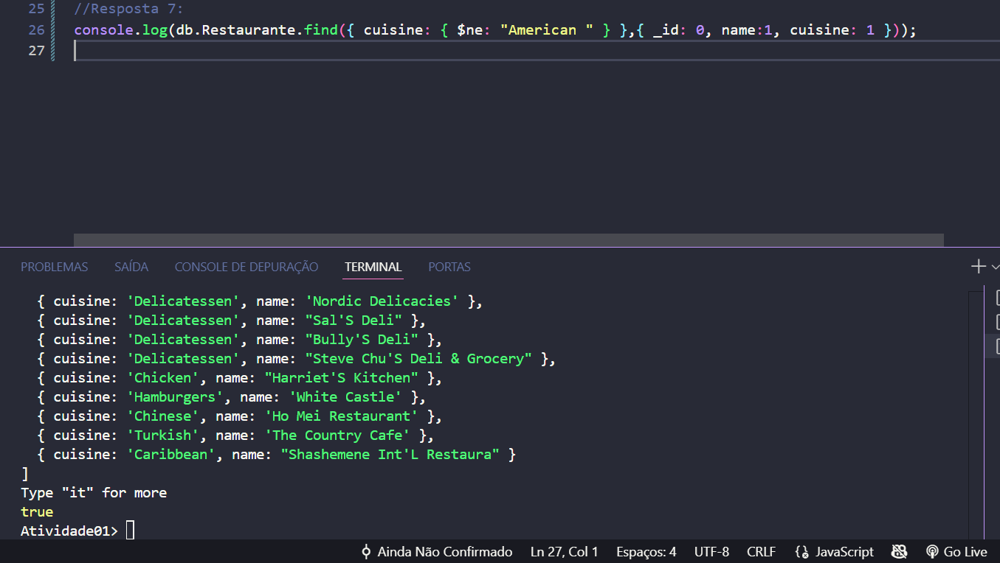 25 //Resposta 7:
26 console.log(db.Restaurante.find({ cuisine: { $ne: "American " } },{ _id: 0, name:1, cuisine: 1 }));
27
PROBLEMAS SAÍDA CONSOLE DE DEPURAÇÃO TERMINAL PORTAS
{ cuisine: 'Delicatessen', name: 'Nordic Delicacies' },
{ cuisine: 'Delicatessen', name: "Sal'S Deli" },
{ cuisine: 'Delicatessen', name: "Bully'S Deli" },
{ cuisine: 'Delicatessen', name: "Steve Chu'S Deli & Grocery" },
{ cuisine: 'Chicken', name: "Harriet'S Kitchen" },
{ cuisine: 'Hamburgers', name: 'White Castle' },
{ cuisine: 'Chinese', name: 'Ho Mei Restaurant' },
{ cuisine: 'Turkish', name: 'The Country Cafe' },
{ cuisine: 'Caribbean', name: "Shashemene Int'L Restaura" }
]
Type "it" for more
true
Atividade01>
Ainda Não Confirmado Ln 27, Col 1 Espaços: 4 UTF-8 CRLF JavaScript Go Live